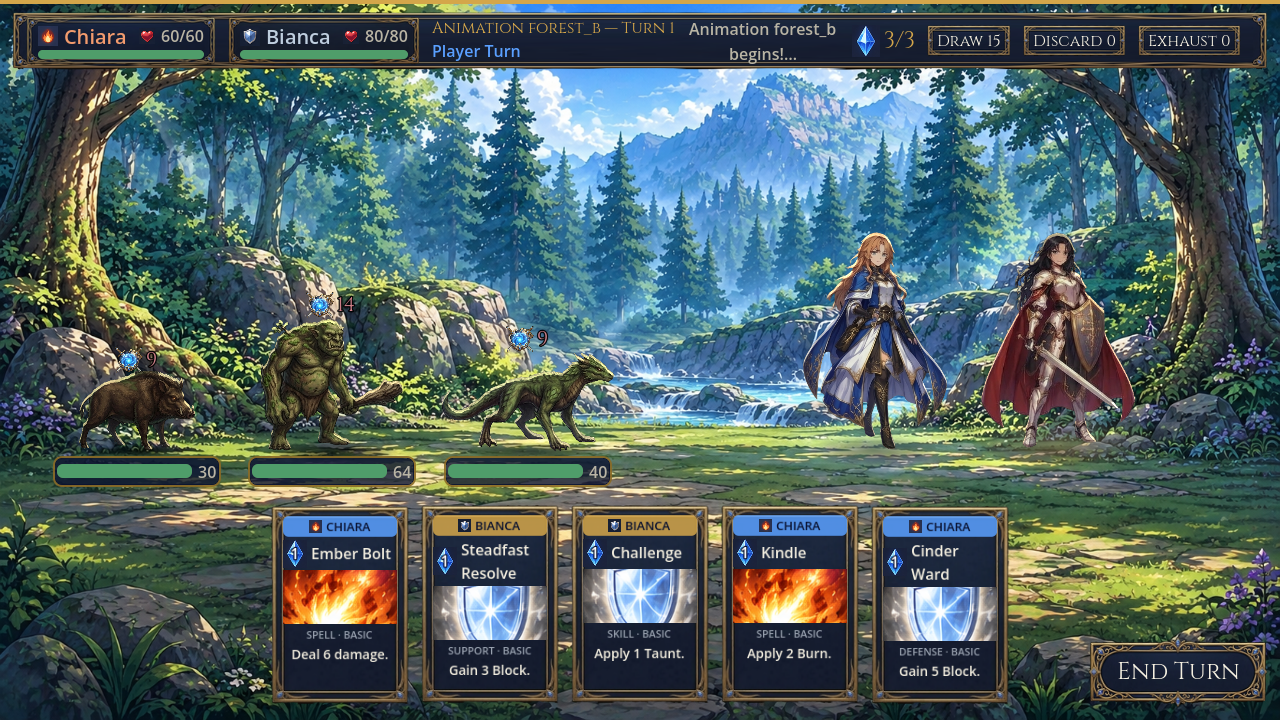 Chiara 60/60
Bianca 80/80
Animation forest_b — Turn 1
Player Turn
Animation forest_b
begins!...
3/3
Draw 15
Discard 0
Exhaust 0
14
9
9
30
64
40
CHIARA
1 Ember Bolt
SPELL · BASIC
Deal 6 damage.
BIANCA
1 Steadfast
Resolve
SUPPORT · BASIC
Gain 3 Block.
BIANCA
1 Challenge
SKILL · BASIC
Apply 1 Taunt.
CHIARA
1 Kindle
SPELL · BASIC
Apply 2 Burn.
CHIARA
1 Cinder
Ward
DEFENSE · BASIC
Gain 5 Block.
End Turn